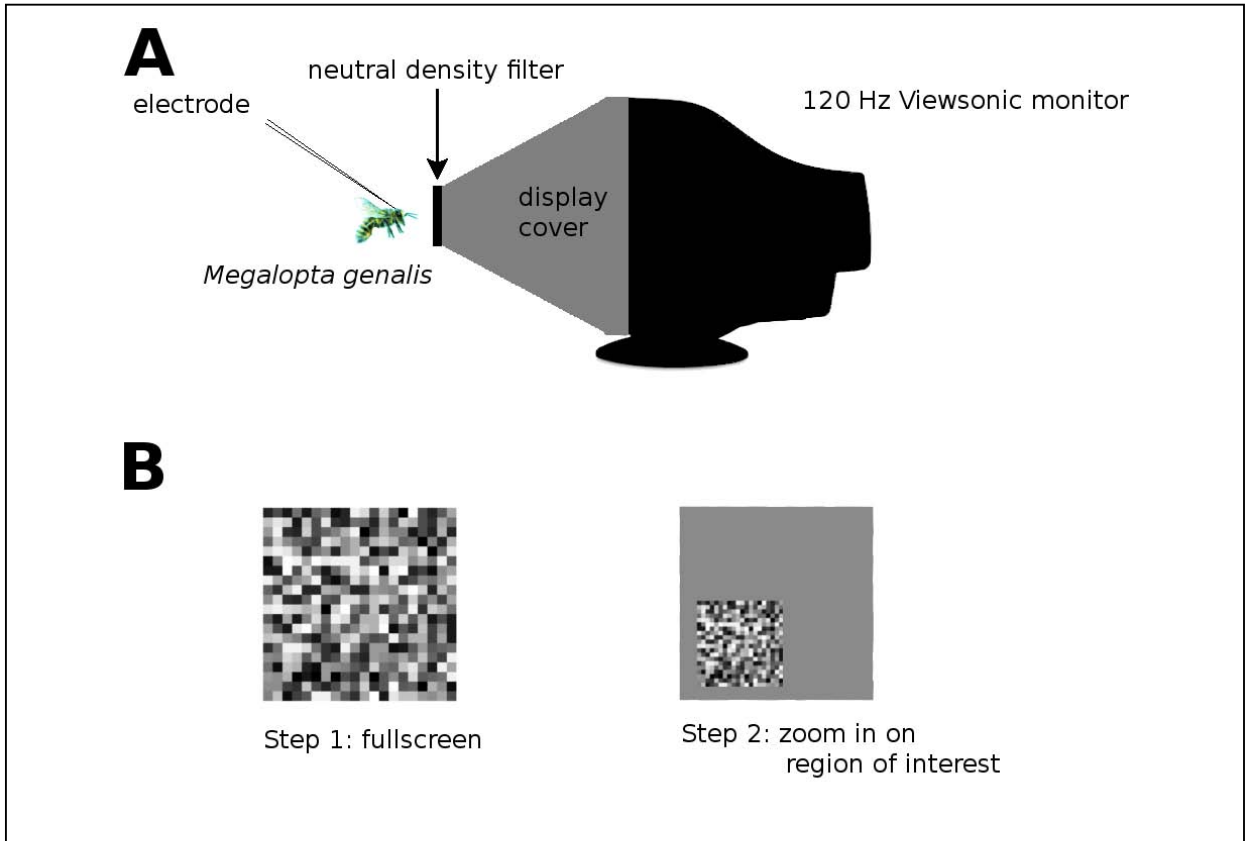 A
neutral density filter
electrode
120 Hz Viewsonic monitor
display
cover
Megalopta genalis
B
Step 1: fullscreen
Step 2: zoom in on
region of interest